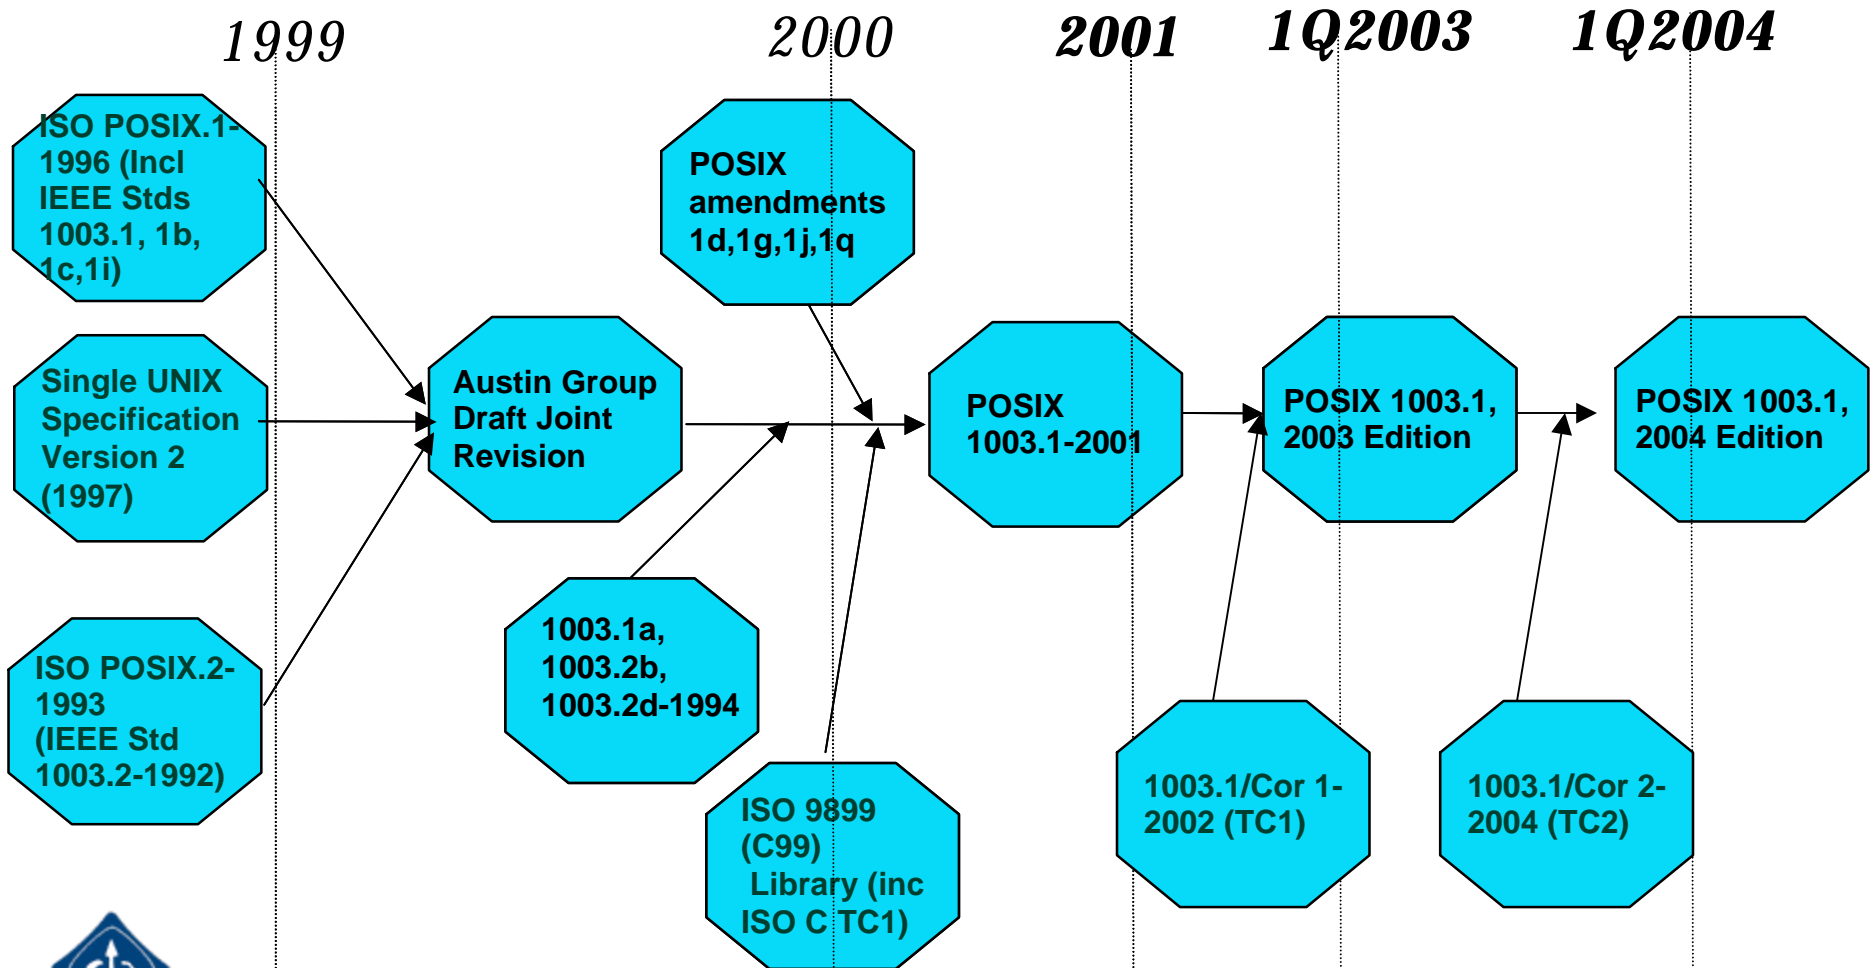 1999
2000
2001
1Q2003
1Q2004
ISO POSIX.1-
1996 (Incl
IEEE Stds
1003.1, 1b,
1c,1i)
POSIX
amendments
1d,1g,1j,1q
Single UNIX
Specification
Version 2
(1997)
Austin Group
Draft Joint
Revision
POSIX
1003.1-2001
POSIX 1003.1,
2003 Edition
POSIX 1003.1,
2004 Edition
ISO POSIX.2-
1993
(IEEE Std
1003.2-1992)
1003.1a,
1003.2b,
1003.2d-1994
ISO 9899
(C99)
Library (inc
ISO C TC1)
1003.1/Cor 1-
2002 (TC1)
1003.1/Cor 2-
2004 (TC2)